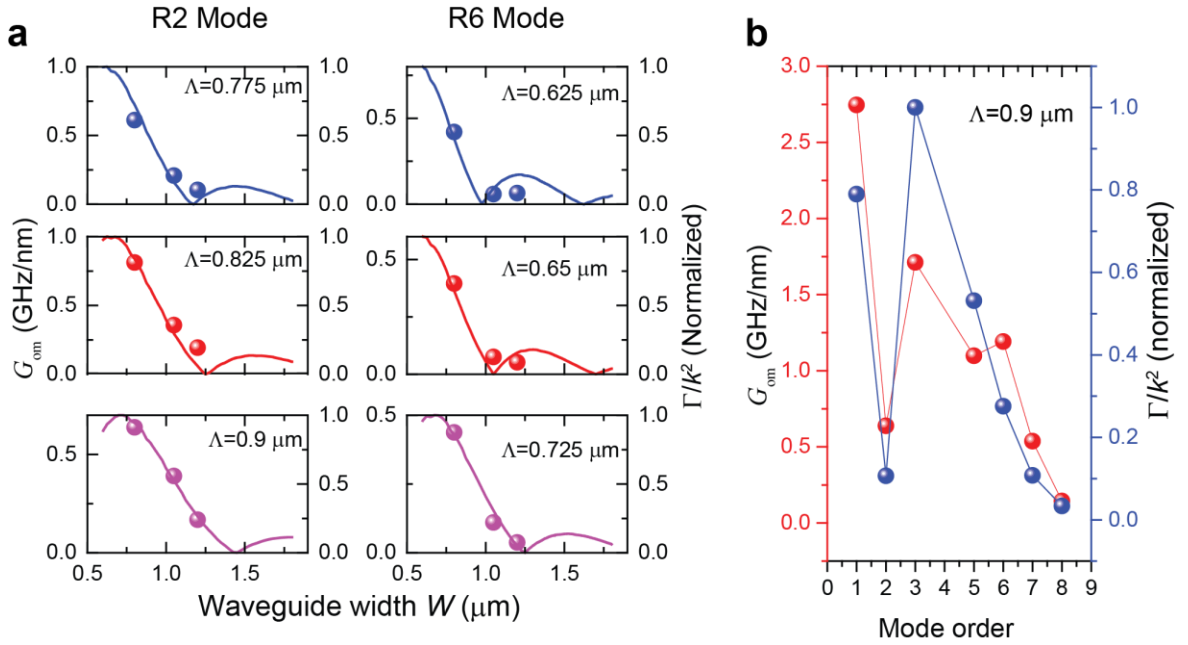 R2 Mode
R6 Mode
a
1.0
0.5
0.0
1.0
0.5
0.0
Λ=0.775 μm
1.0
0.5
0.0
1.0
0.5
0.0
Λ=0.625 μm
1.0
0.5
0.0
1.0
0.5
0.0
Λ=0.825 μm
0.5
0.0
1.0
0.5
0.0
Λ=0.65 μm
0.5
0.0
1.0
0.5
0.0
Λ=0.9 μm
0.5
0.0
1.0
0.5
0.0
Λ=0.725 μm
0.5 1.0 1.5
0.5 1.0 1.5
G_om (GHz/nm)
Γ/k² (Normalized)
Waveguide width W (μm)
b
3.0
2.5
2.0
1.5
1.0
0.5
0.0
G_om (GHz/nm)
Λ=0.9 μm
1.0
0.8
0.6
0.4
0.2
0.0
Γ/k² (normalized)
0 1 2 3 4 5 6 7 8 9
Mode order